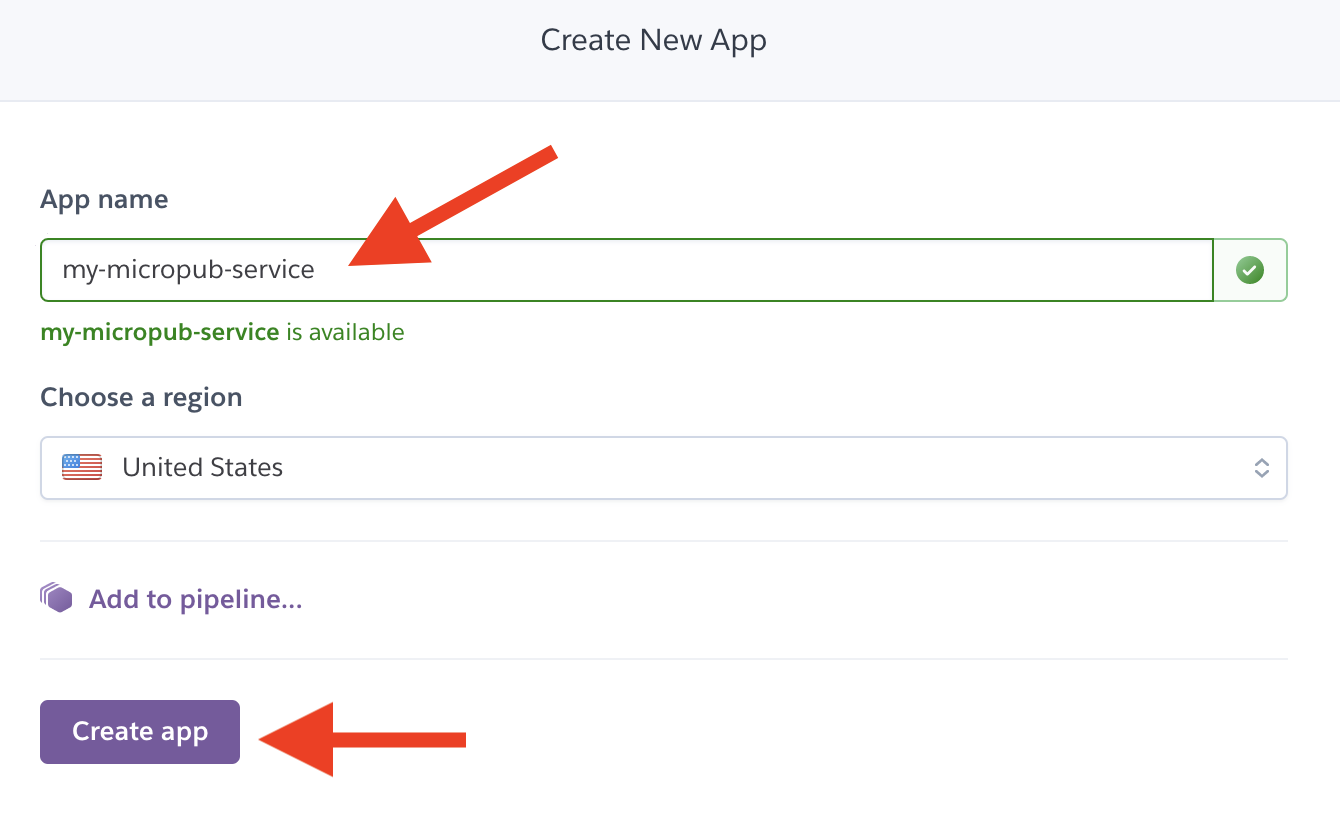 Create New App
App name
my-micropub-service
my-micropub-service is available
Choose a region
United States
Add to pipeline...
Create app